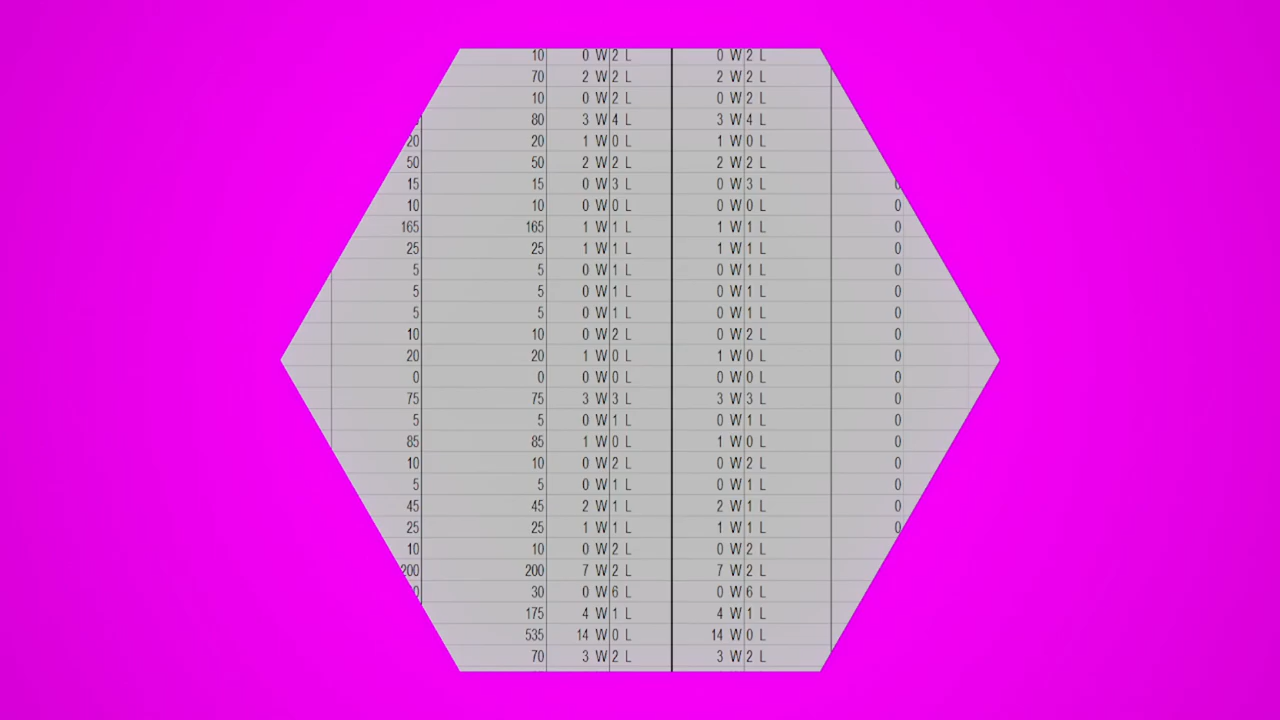 10 0 W 2 L 0 W 2 L
70 2 W 2 L 2 W 2 L
10 0 W 2 L 0 W 2 L
80 3 W 4 L 3 W 4 L
20 20 1 W 0 L 1 W 0 L
50 50 2 W 2 L 2 W 2 L
15 15 0 W 3 L 0 W 3 L 0
10 10 0 W 0 L 0 W 0 L 0
165 165 1 W 1 L 1 W 1 L 0
25 25 1 W 1 L 1 W 1 L 0
5 5 0 W 1 L 0 W 1 L 0
5 5 0 W 1 L 0 W 1 L 0
5 5 0 W 1 L 0 W 1 L 0
10 10 0 W 2 L 0 W 2 L 0
20 20 1 W 0 L 1 W 0 L 0
0 0 0 W 0 L 0 W 0 L 0
75 75 3 W 3 L 3 W 3 L 0
5 5 0 W 1 L 0 W 1 L 0
85 85 1 W 0 L 1 W 0 L 0
10 10 0 W 2 L 0 W 2 L 0
5 5 0 W 1 L 0 W 1 L 0
45 45 2 W 1 L 2 W 1 L 0
25 25 1 W 1 L 1 W 1 L 0
10 10 0 W 2 L 0 W 2 L
200 200 7 W 2 L 7 W 2 L
30 0 W 6 L 0 W 6 L
175 4 W 1 L 4 W 1 L
535 14 W 0 L 14 W 0 L
70 3 W 2 L 3 W 2 L